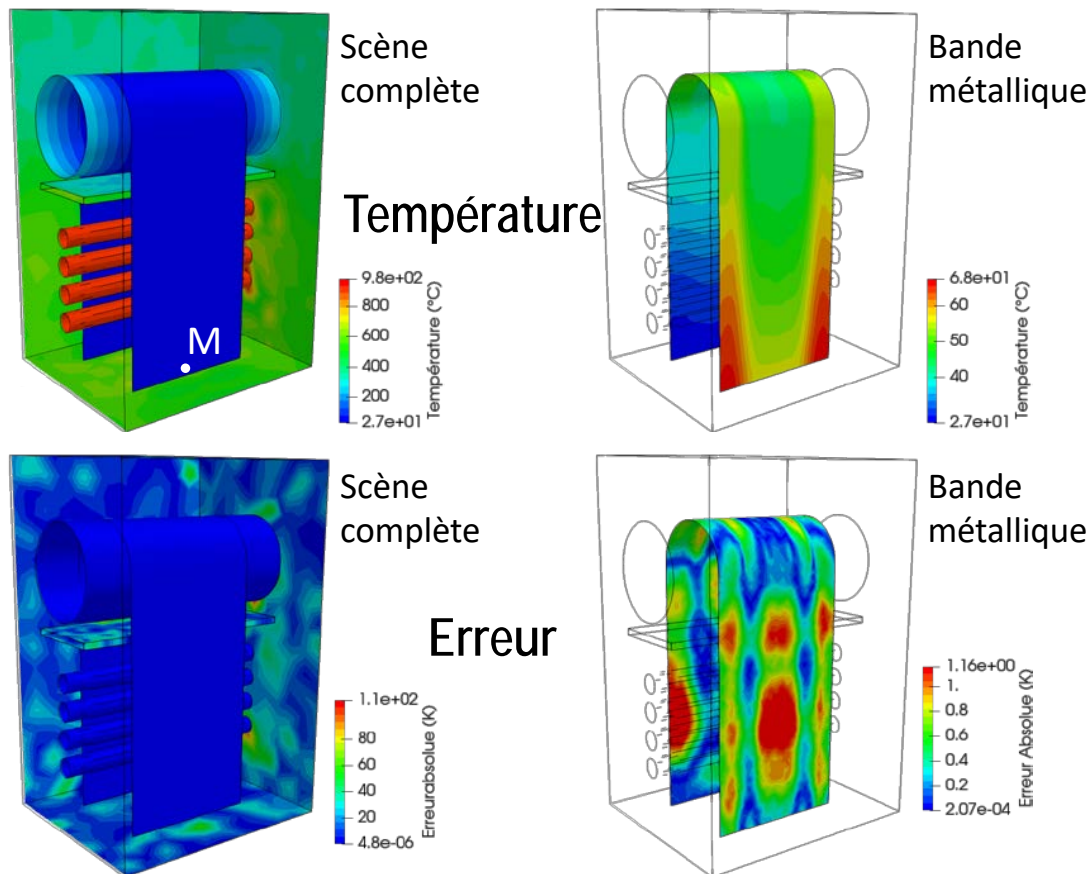 Scène
complète
Bande
métallique
Température
9.8e+02
800
600
400
200
2.7e+01
Température (°C)
M
6.8e+01
60
50
40
2.7e+01
Température (°C)
Scène
complète
Bande
métallique
Erreur
1.1e+02
80
60
40
20
4.8e-06
Erreurabsolue (K)
1.16e+00
1.
0.8
0.6
0.4
0.2
2.07e-04
Erreur Absolue (K)